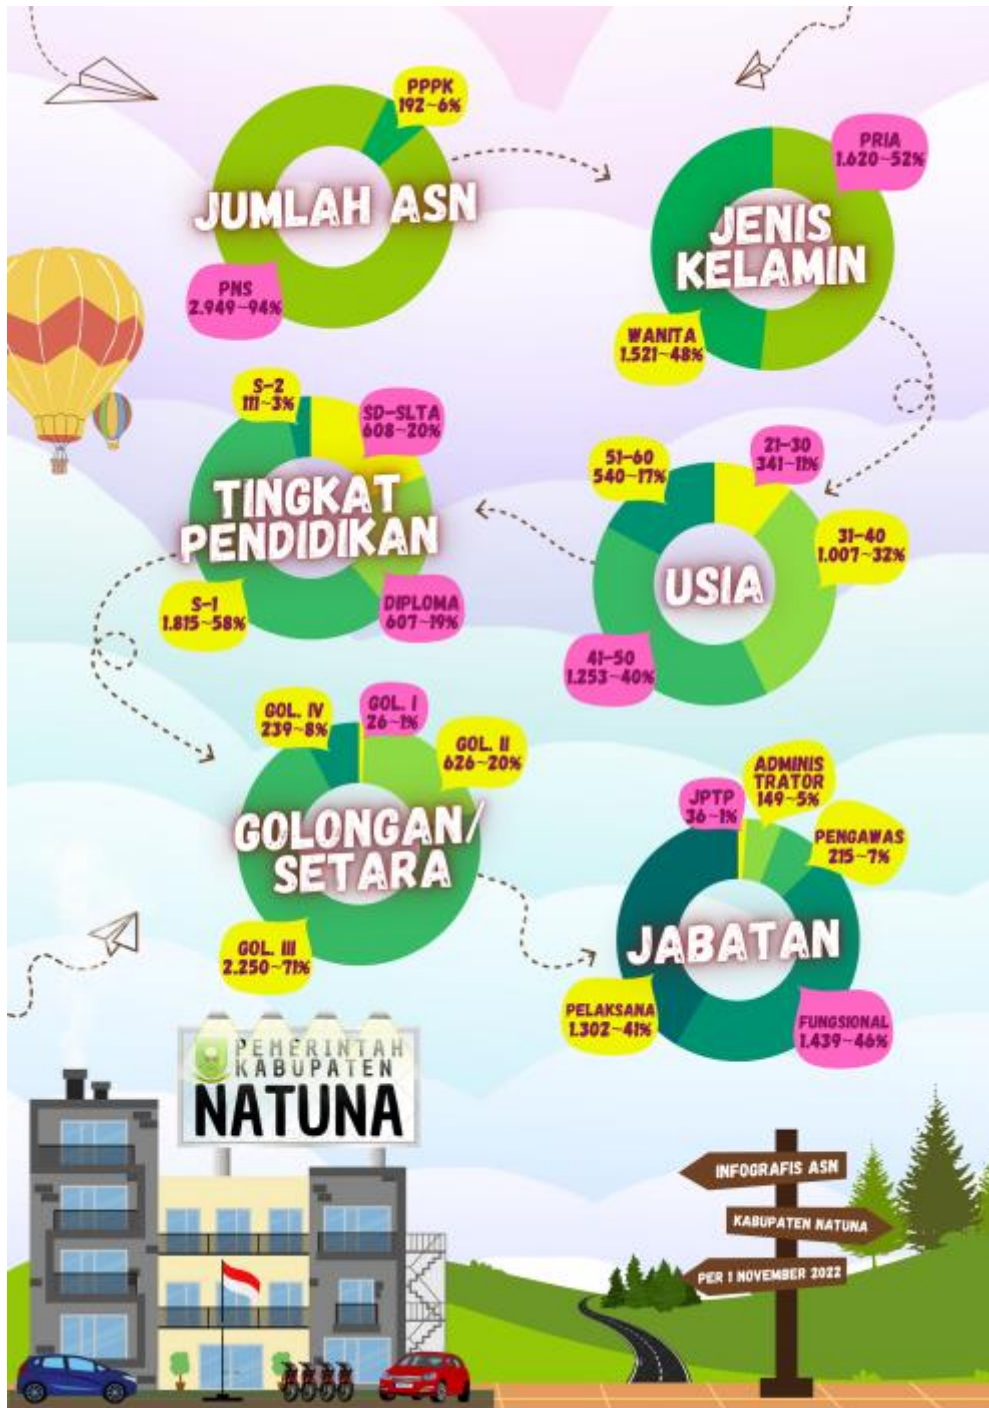 PPPK
192~6%
JUMLAH ASN
PNS
2.949~94%
PRIA
1.620~52%
JENIS
KELAMIN
WANITA
1.521~48%
21-30
341~11%
31-40
1.007~32%
USIA
41-50
1.253~40%
51-60
540~17%
S-2
111~3%
SD-SLTA
608~20%
TINGKAT
PENDIDIKAN
S-1
1.815~58%
DIPLOMA
607~19%
GOL. IV
239~8%
GOL. I
26~1%
GOL. II
626~20%
GOLONGAN/
SETARA
GOL. III
2.250~71%
JPTP
36~1%
ADMINIS
TRATOR
149~5%
PENGAWAS
215~7%
JABATAN
PELAKSANA
1.302~41%
FUNGSIONAL
1.439~46%
PEMERINTAH
KABUPATEN
NATUNA
INFOGRAFIS ASN
KABUPATEN NATUNA
PER 1 NOVEMBER 2022